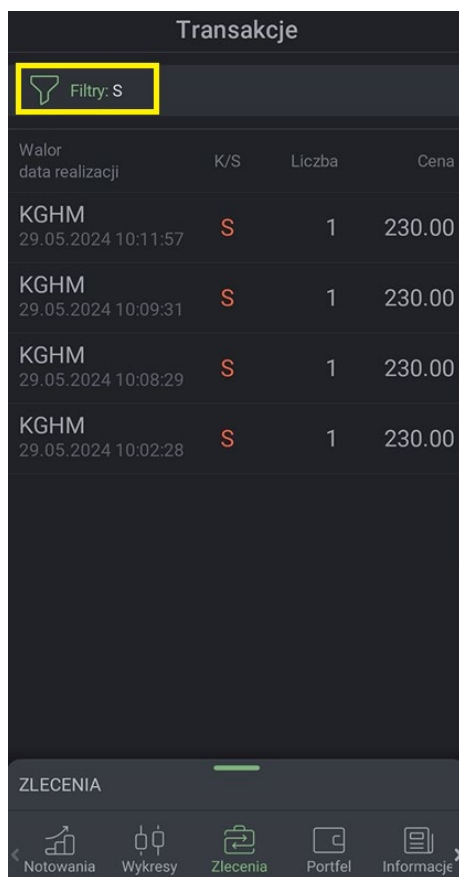 Transakcje
Filtry: S
Walor
data realizacji K/S Liczba Cena
KGHM
29.05.2024 10:11:57 S 1 230.00
KGHM
29.05.2024 10:09:31 S 1 230.00
KGHM
29.05.2024 10:08:29 S 1 230.00
KGHM
29.05.2024 10:02:28 S 1 230.00
ZLECENIA
Notowania Wykresy Zlecenia Portfel Informacje